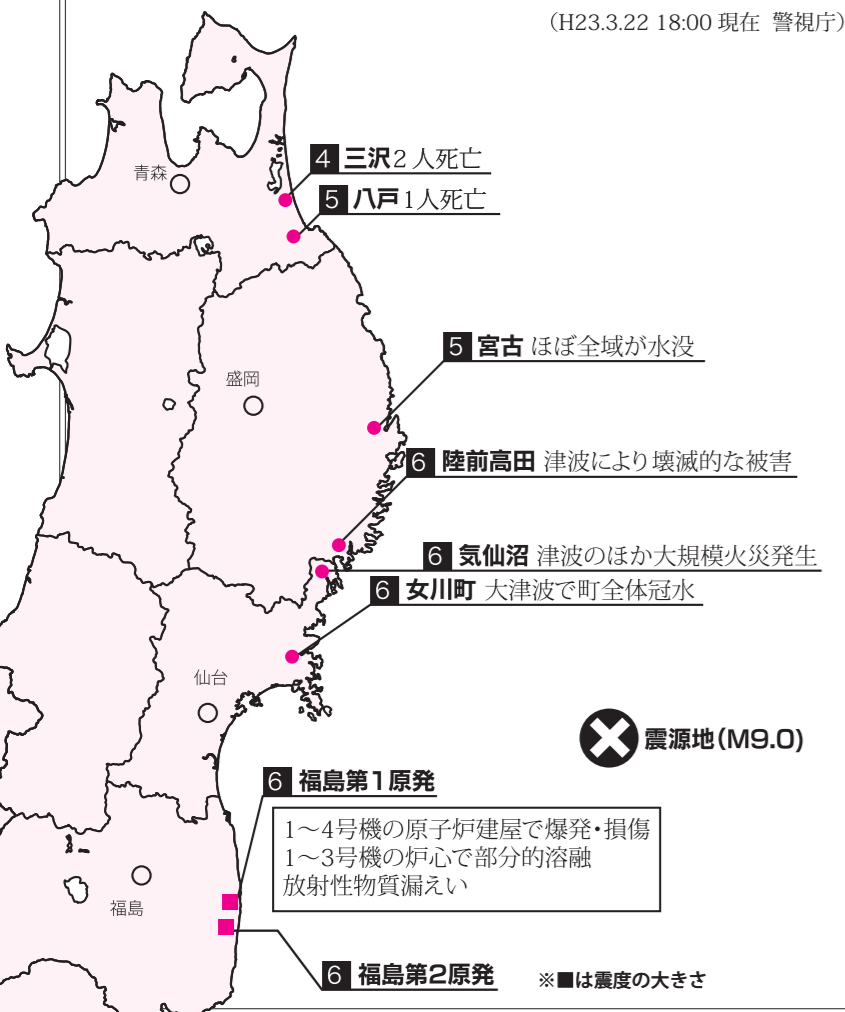 （H23.3.22 18:00 現在 警視庁）
青森
4 三沢 2 人死亡
5 八戸 1人死亡
5 宮古 ほぼ全域が水没
盛岡
6 陸前高田 津波により壊滅的な被害
6 気仙沼 津波のほか大規模火災発生
6 女川町 大津波で町全体冠水
仙台
震源地(M9.0)
6 福島第1原発
1～4号機の原子炉建屋で爆発・損傷
1～3号機の炉心で部分的溶融
放射性物質漏えい
福島
6 福島第2原発
※■は震度の大きさ